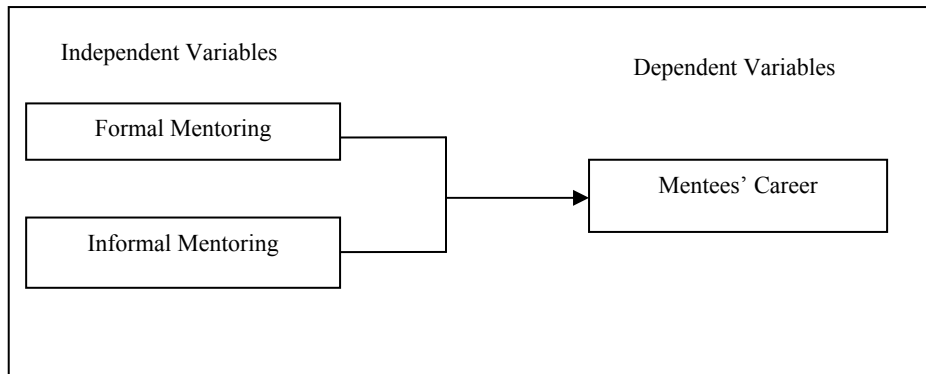 Independent Variables
Dependent Variables
Formal Mentoring
Mentees’ Career
Informal Mentoring